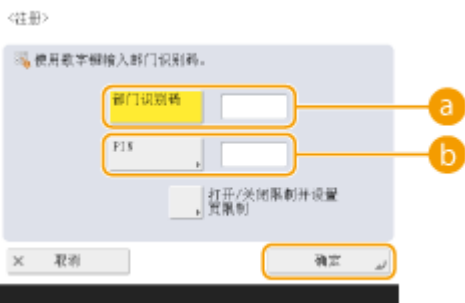 <注册>
使用数字键输入部门识别码。
部门识别码
a
PIN
b
打开/关闭限制并设置
页限制
× 取消
确定